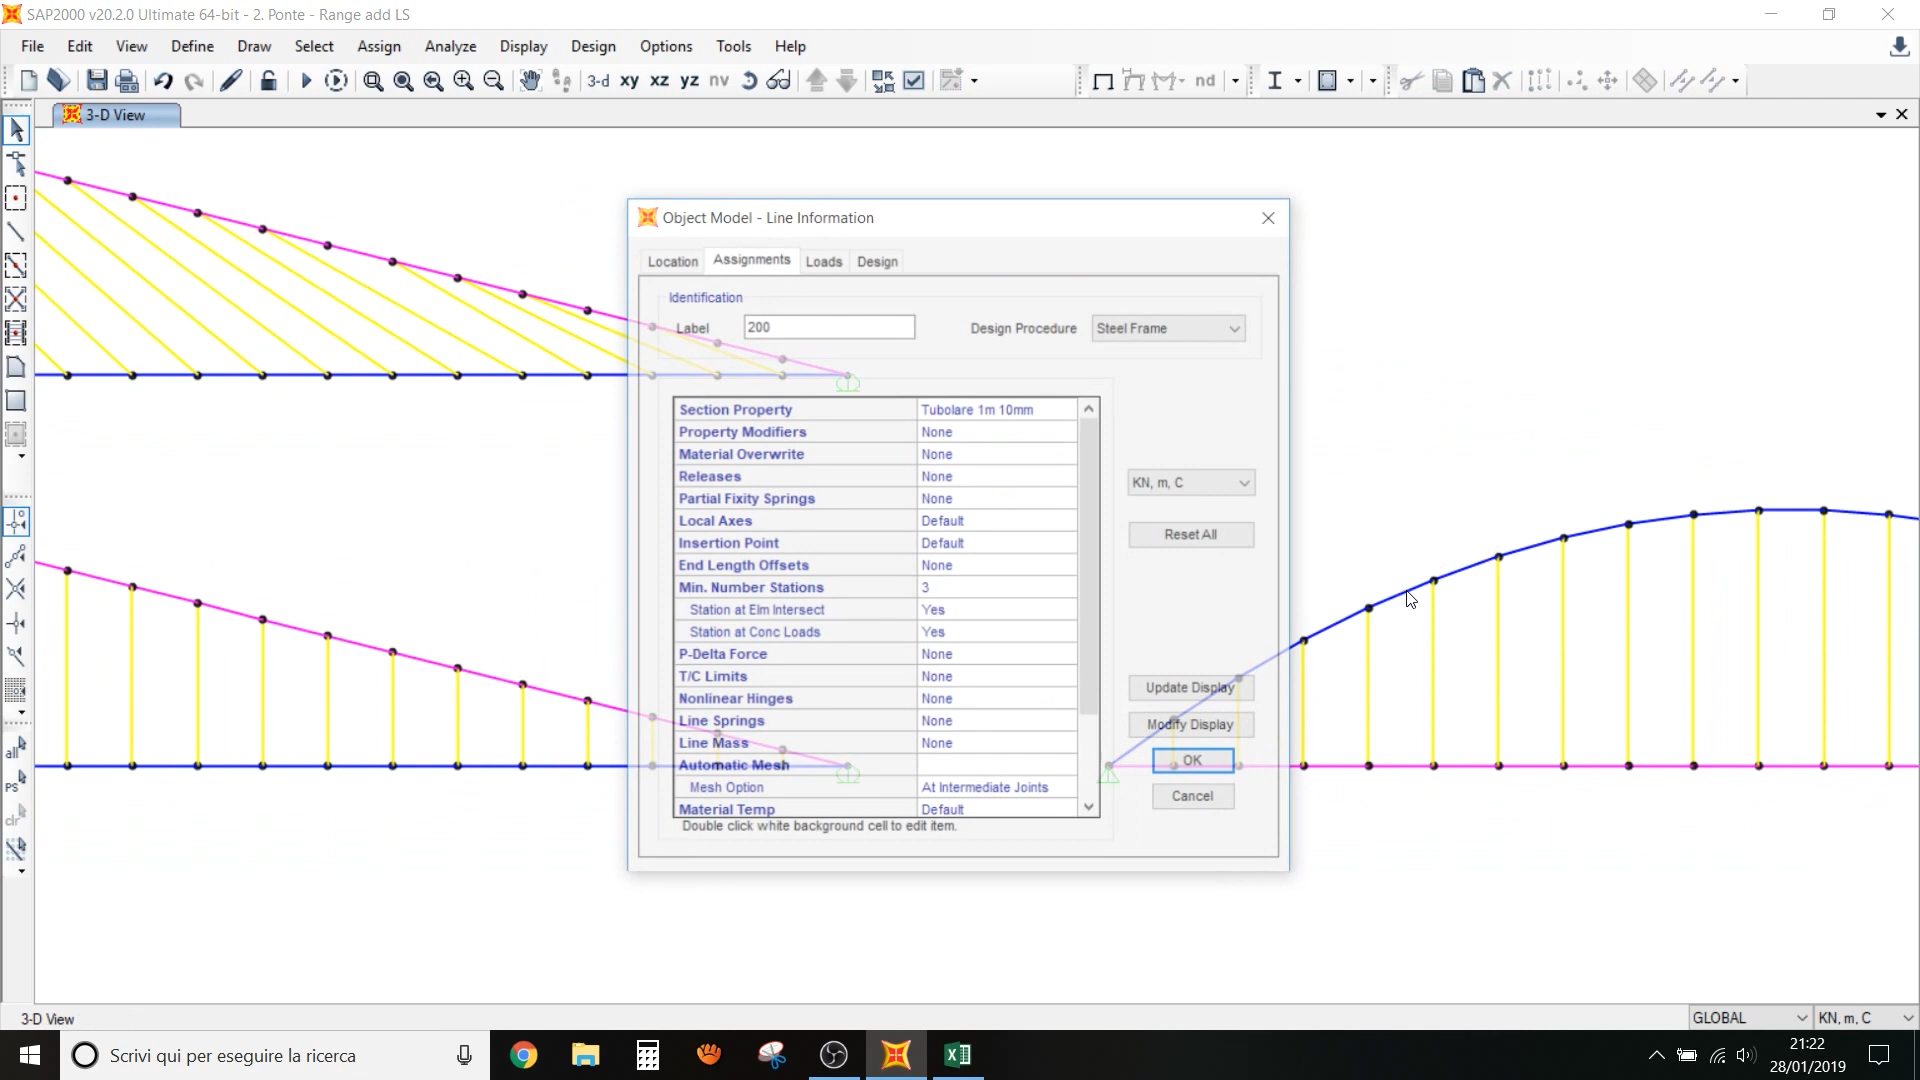 SAP2000 v20.2.0 Ultimate 64-bit - 2. Ponte - Range add LS
File Edit View Define Draw Select Assign Analyze Display Design Options Tools Help
3-d xy xz yz nv nd
3-D View
Object Model - Line Information
Location Assignments Loads Design
Identification
Label 200 Design Procedure Steel Frame
Section Property Tubolare 1m 10mm
Property Modifiers None
Material Overwrite None
Releases None
Partial Fixity Springs None
Local Axes Default
Insertion Point Default
End Length Offsets None
Min. Number Stations 3
Station at Elm Intersect Yes
Station at Conc Loads Yes
P-Delta Force None
T/C Limits None
Nonlinear Hinges None
Line Springs None
Line Mass None
Automatic Mesh
Mesh Option At Intermediate Joints
Material Temp Default
Double click white background cell to edit item.
KN, m, C
Reset All
Update Display
Modify Display
OK
Cancel
all
PS
clr
3-D View GLOBAL KN, m, C
Scrivi qui per eseguire la ricerca
21:22
28/01/2019